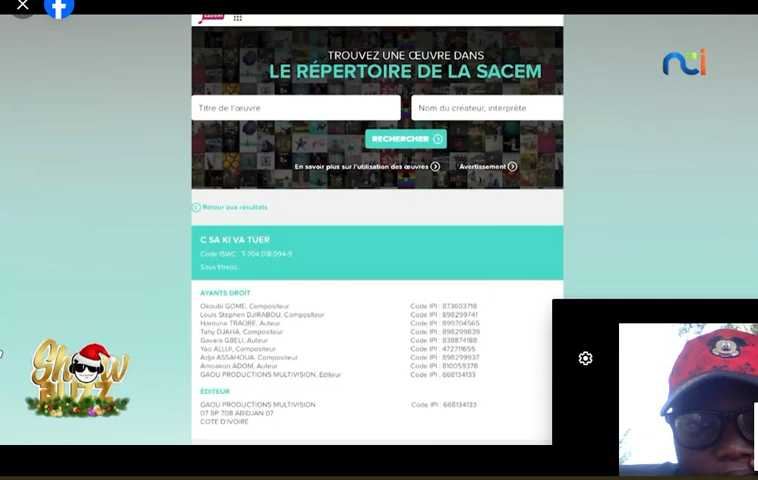 sacem
nci
TROUVEZ UNE ŒUVRE DANS
LE RÉPERTOIRE DE LA SACEM
Titre de l'œuvre
Nom du créateur, interprète
RECHERCHER
En savoir plus sur l'utilisation des œuvres
Avertissement
Retour aux résultats
C SA KI VA TUER
Code ISWC : T-704.018.094-9
Sous titre(s) :
AYANTS DROIT
Okoubi GOME, Compositeur Code IPI : 873603718
Louis Stephen DJIRABOU, Compositeur Code IPI : 898299741
TRAORE, Auteur Code IPI : 899704565
Tahy DJAHA, Compositeur Code IPI : 898299839
Gavara GBELI, Auteur Code IPI : 838874188
Yao ALLUI, Compositeur Code IPI : 472711655
Adja ASSAHOUA, Compositeur Code IPI : 898299937
Amoakon ADOM, Auteur Code IPI : 810059378
GAOU PRODUCTIONS MULTIVISION, Editeur Code IPI : 668134133
ÉDITEUR
GAOU PRODUCTIONS MULTIVISION Code IPI : 668134133
07 BP 708 ABIDJAN 07
COTE D'IVOIRE
Show
BUZZ